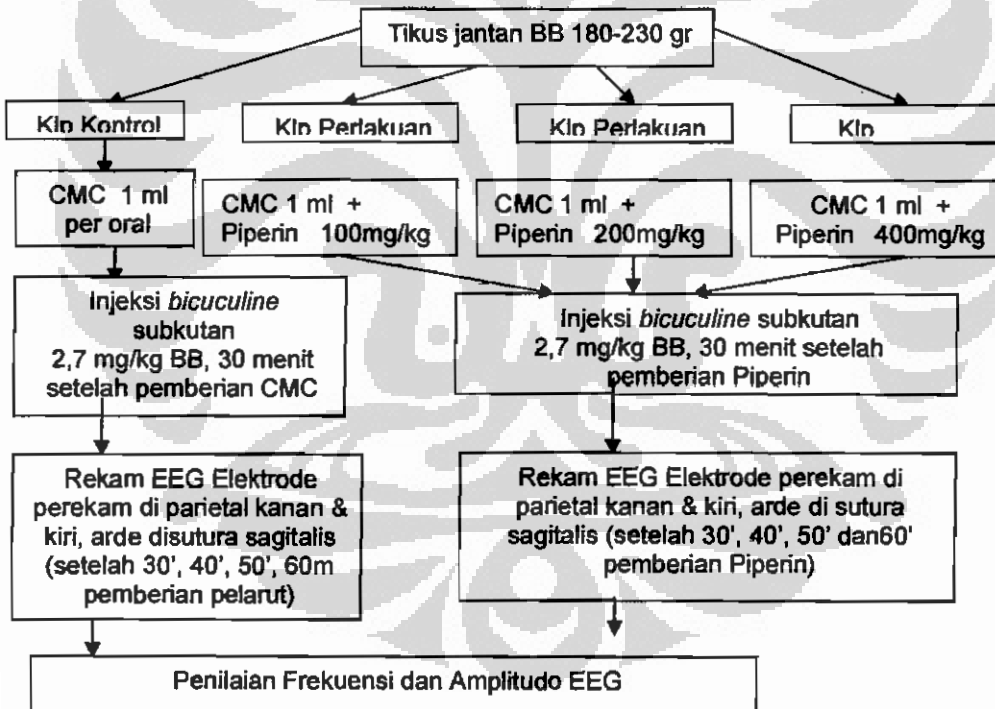 Tikus jantan BB 180-230 gr
Klp Kontrol
Klp Perlakuan
Klp Perlakuan
Klp
CMC 1 ml
per oral
CMC 1 ml +
Piperin 100mg/kg
CMC 1 ml +
Piperin 200mg/kg
CMC 1 ml +
Piperin 400mg/kg
Injeksi bicuculine
subkutan
2,7 mg/kg BB, 30 menit
setelah pemberian CMC
Injeksi bicuculine subkutan
2,7 mg/kg BB, 30 menit setelah
pemberian Piperin
Rekam EEG Elektrode
perekam di parietal kanan &
kiri, arde disutura sagitalis
(setelah 30', 40', 50', 60m
pemberian pelarut)
Rekam EEG Elektrode perekam di
parietal kanan & kiri, arde di sutura
sagitalis (setelah 30', 40', 50' dan60'
pemberian Piperin)
Penilaian Frekuensi dan Amplitudo EEG